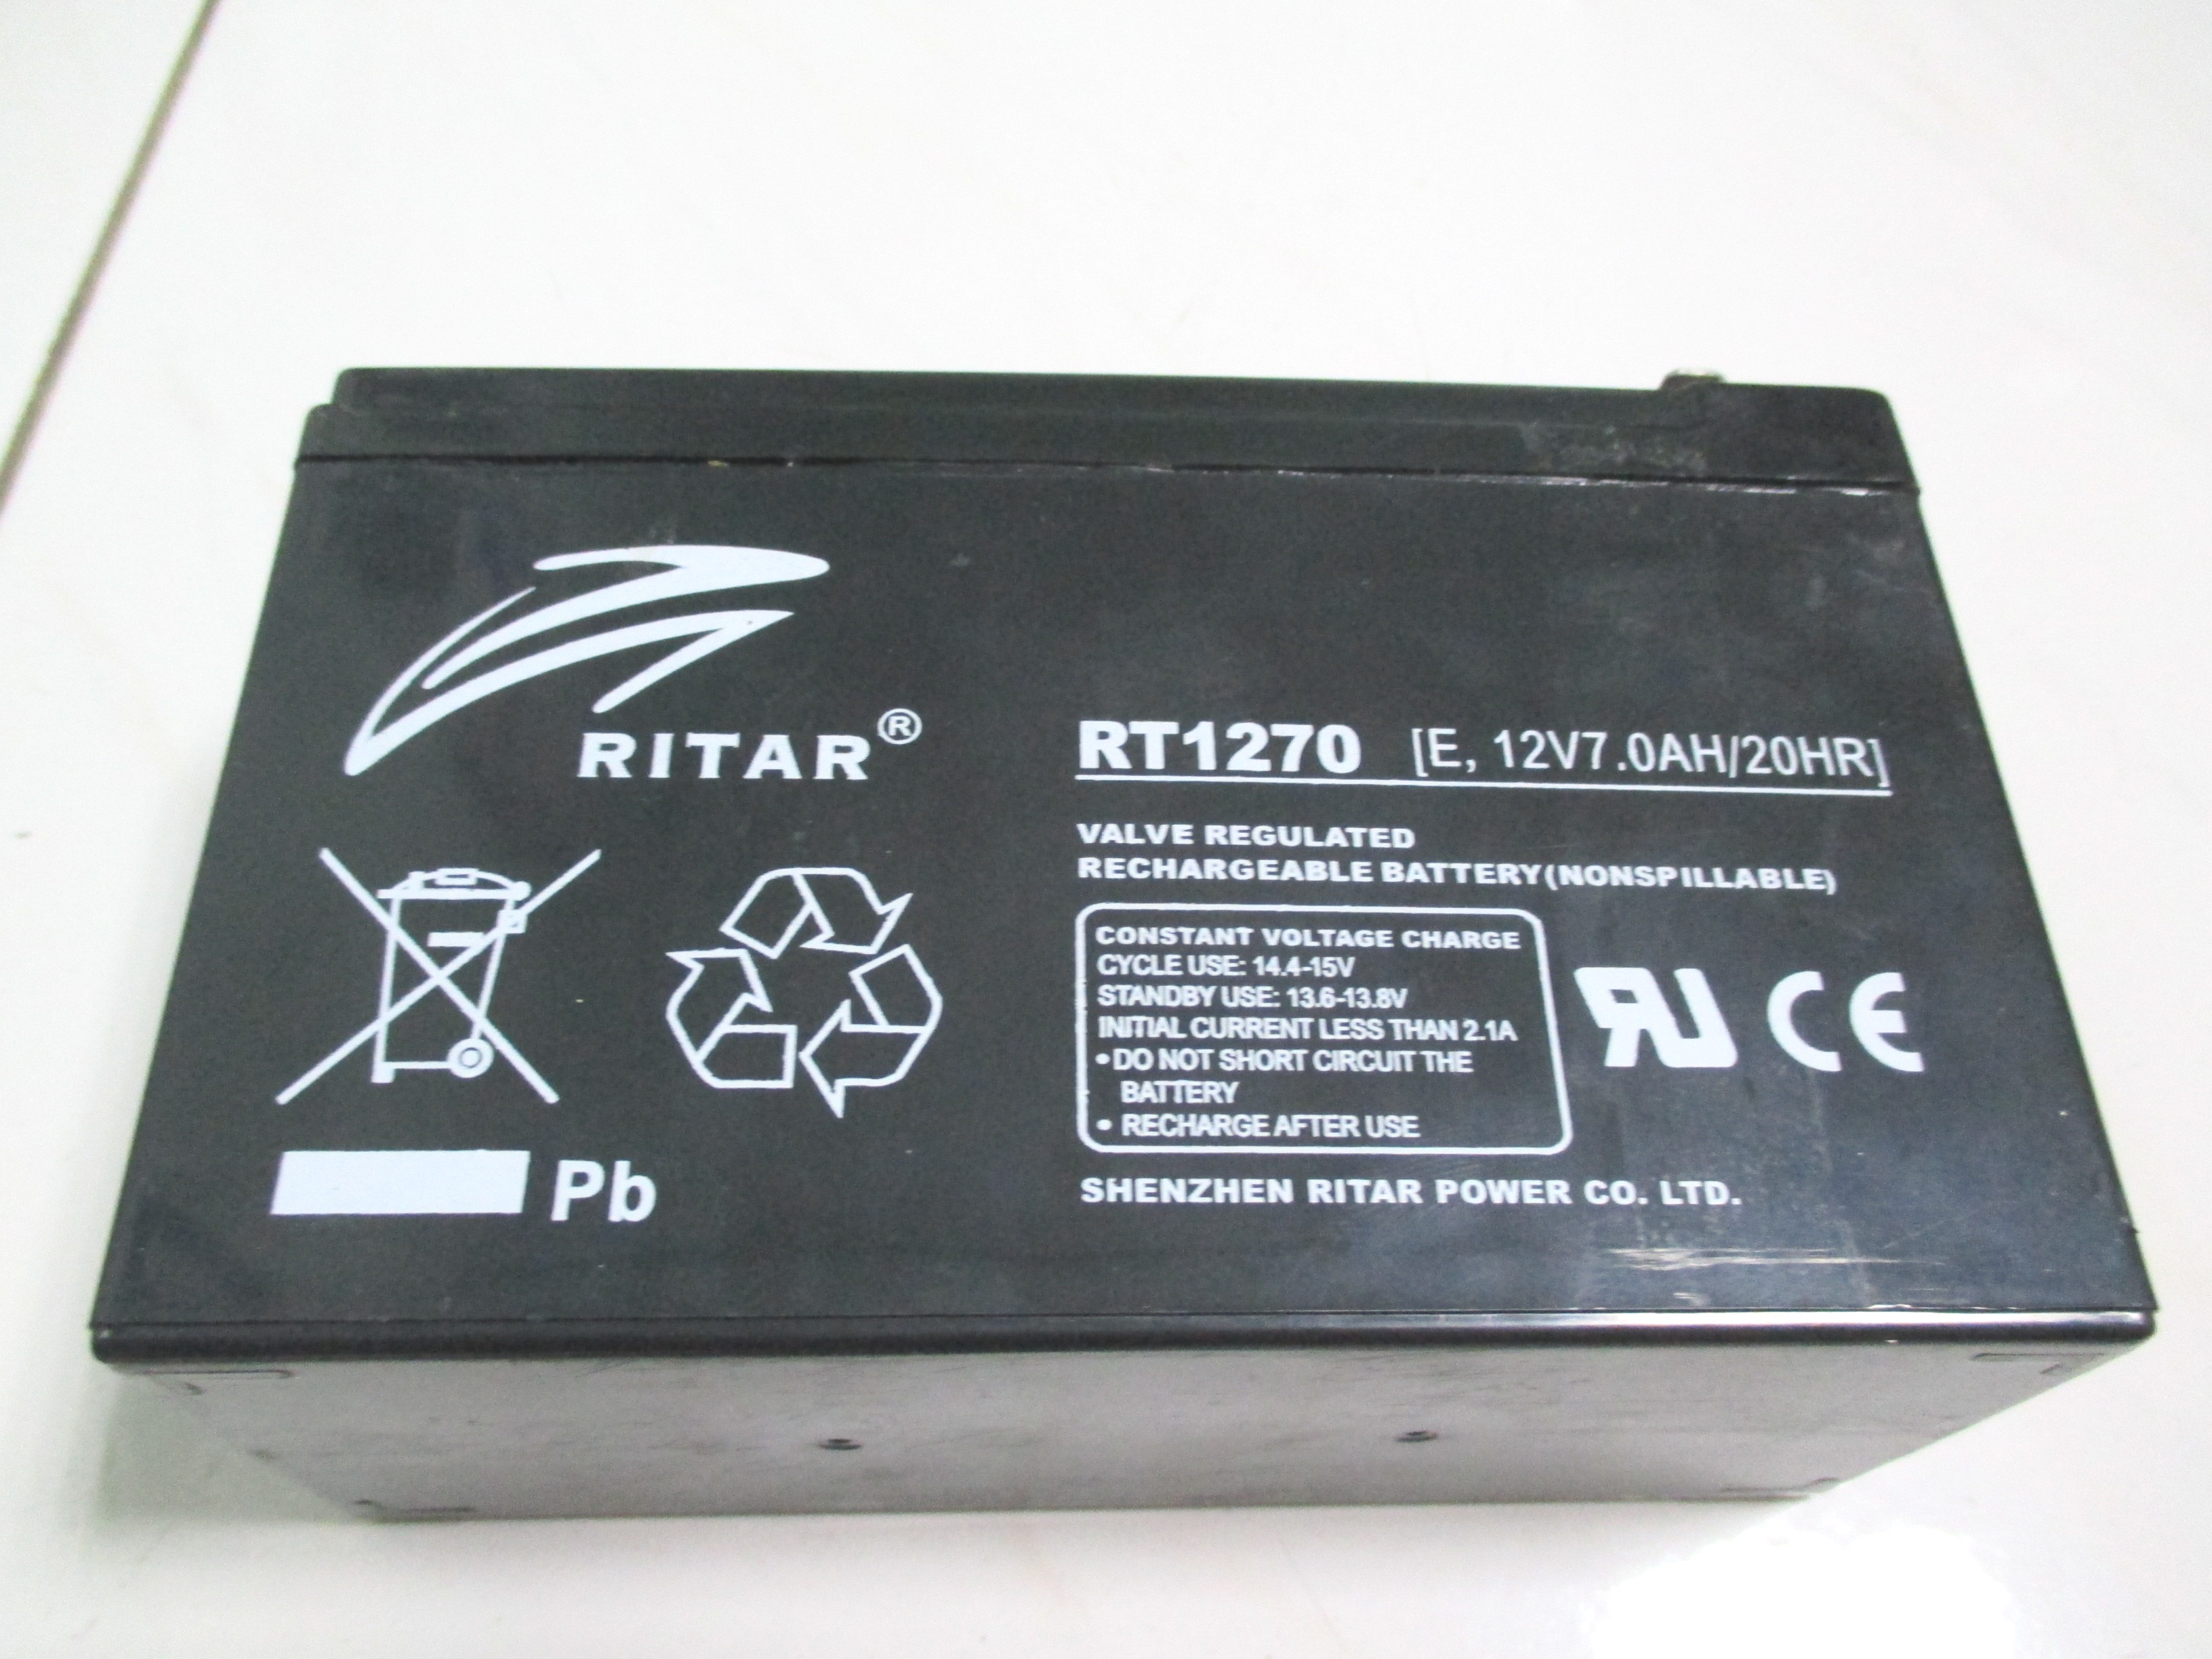 RITAR®
RT1270 [E, 12V7.0AH/20HR]
VALVE REGULATED
RECHARGEABLE BATTERY(NONSPILLABLE)
CONSTANT VOLTAGE CHARGE
CYCLE USE: 14.4-15V
STANDBY USE: 13.6-13.8V
INITIAL CURRENT LESS THAN 2.1A
•DO NOT SHORT CIRCUIT THE
BATTERY
• RECHARGE AFTER USE
RU CE
Pb
SHENZHEN RITAR POWER CO. LTD.